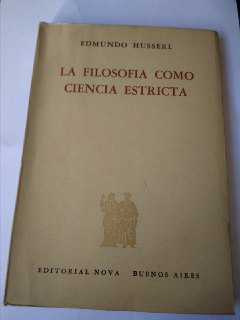 EDMUNDO HUSSERL
LA FILOSOFIA COMO
CIENCIA ESTRICTA
EDITORIAL NOVA BUENOS AIRES